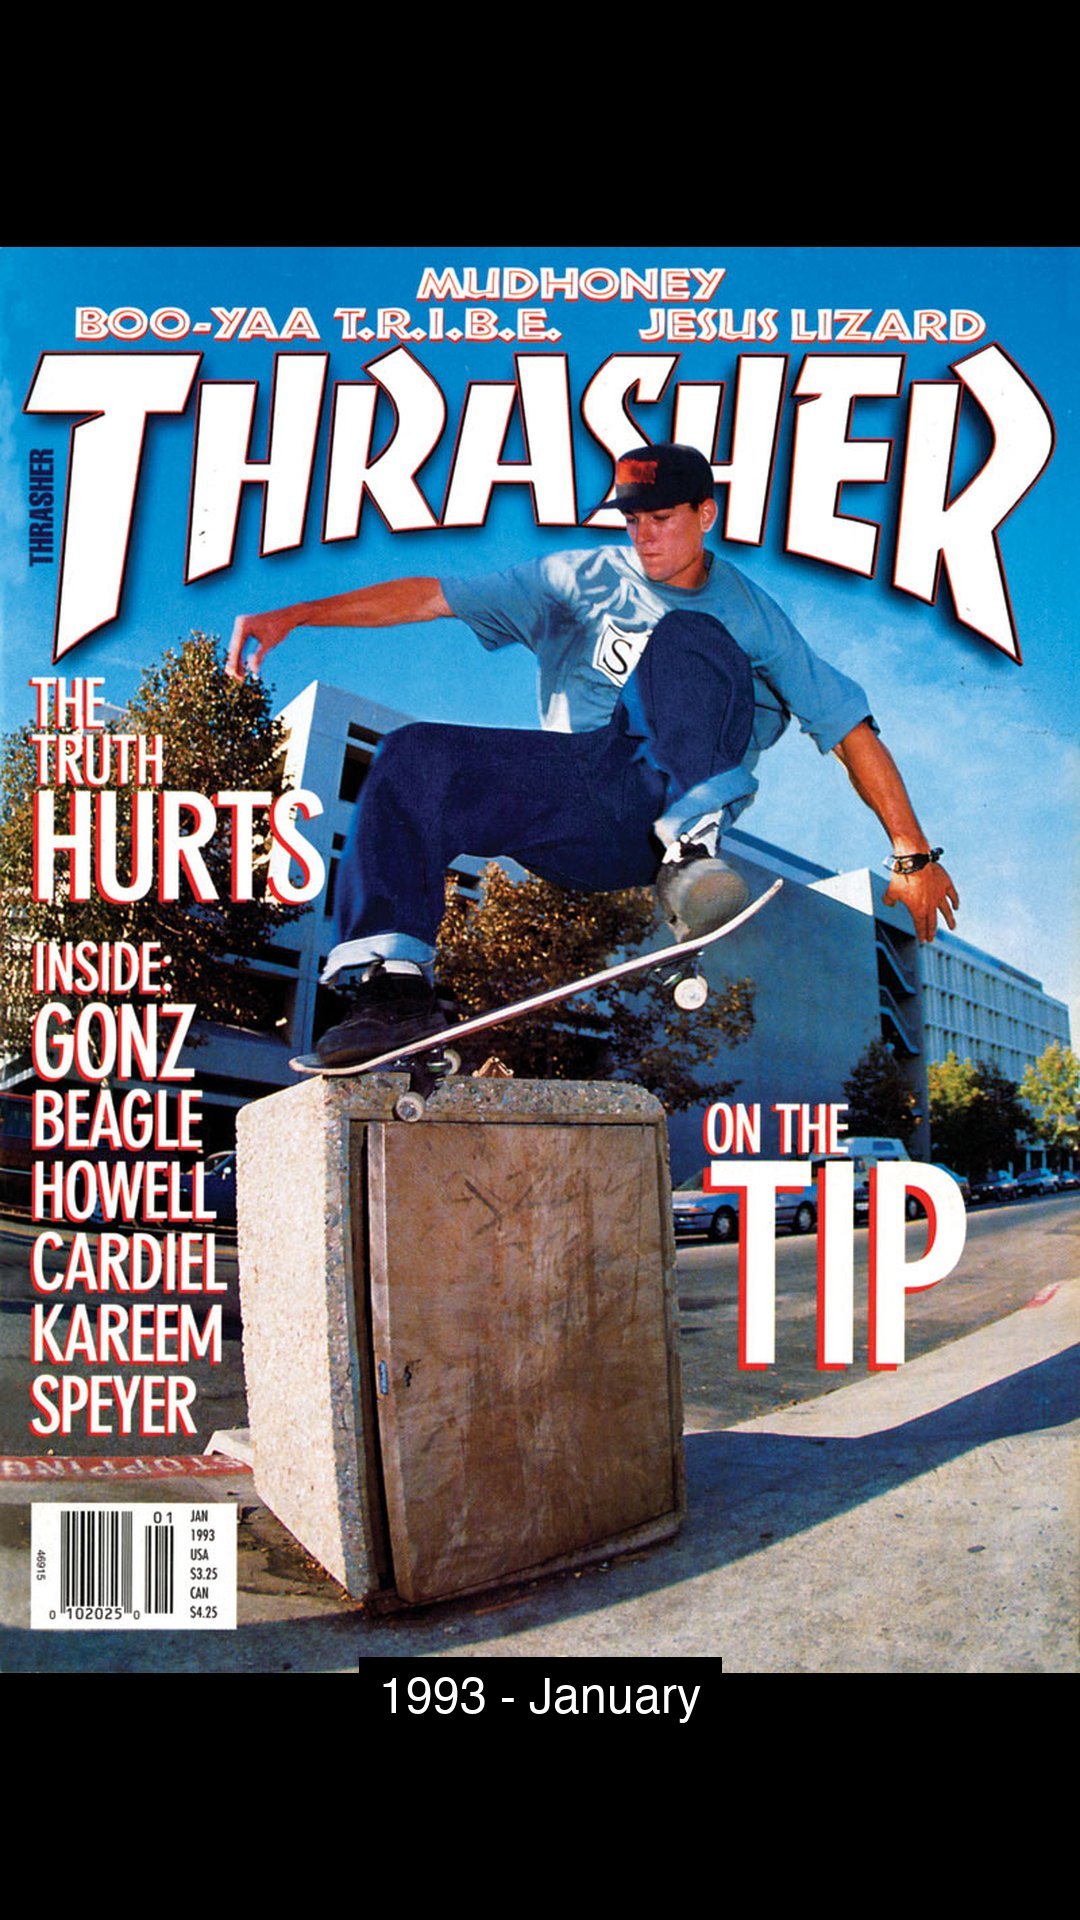 MUDHONEY
BOO-YAA T.R.I.B.E. JESUS LIZARD
THRASHER
THRASHER
S
THE
TRUTH
HURTS
INSIDE:
GONZ
BEAGLE
HOWELL
CARDIEL
KAREEM
SPEYER
ON THE
TIP
STOPPING
01
JAN
1993
USA
$3.25
CAN
$4.25
46915
0 102025 0
1993 - January